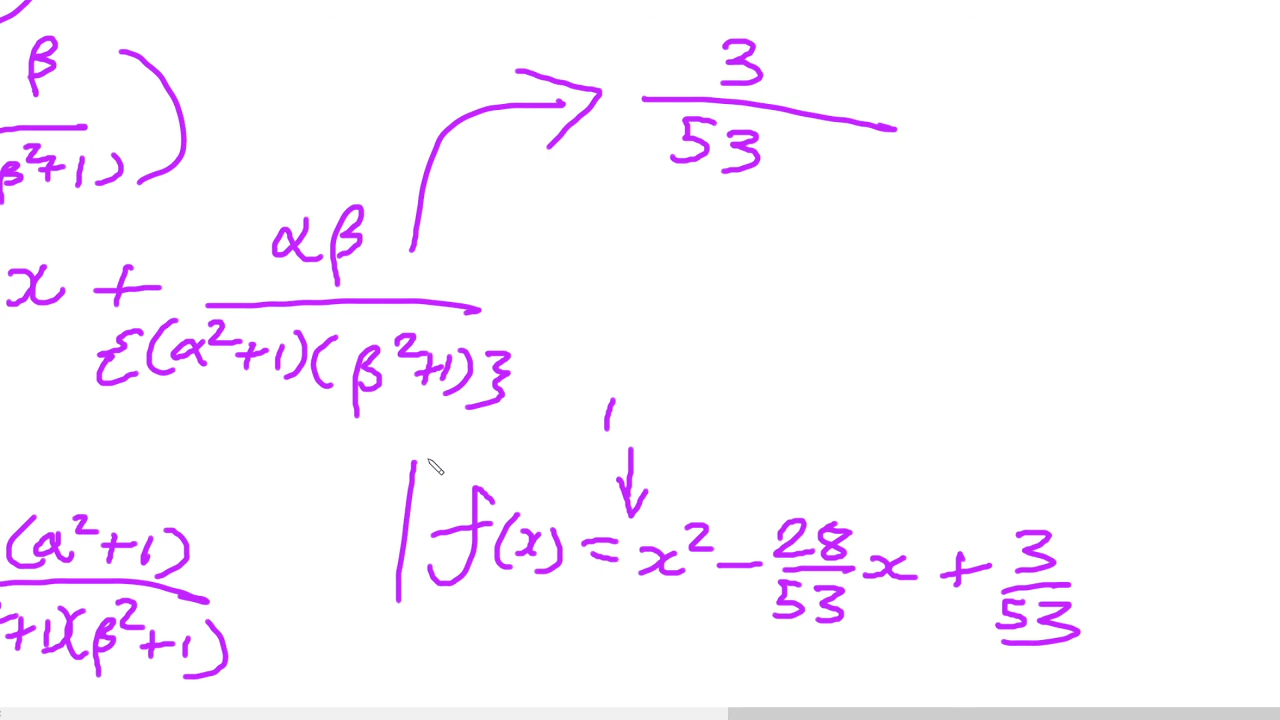 β / (β²+1) )
3 / 53
x + αβ / {(α²+1)(β²+1)}
1
f(x) = x² - 28/53 x + 3/53
(α²+1) / +1)(β²+1)